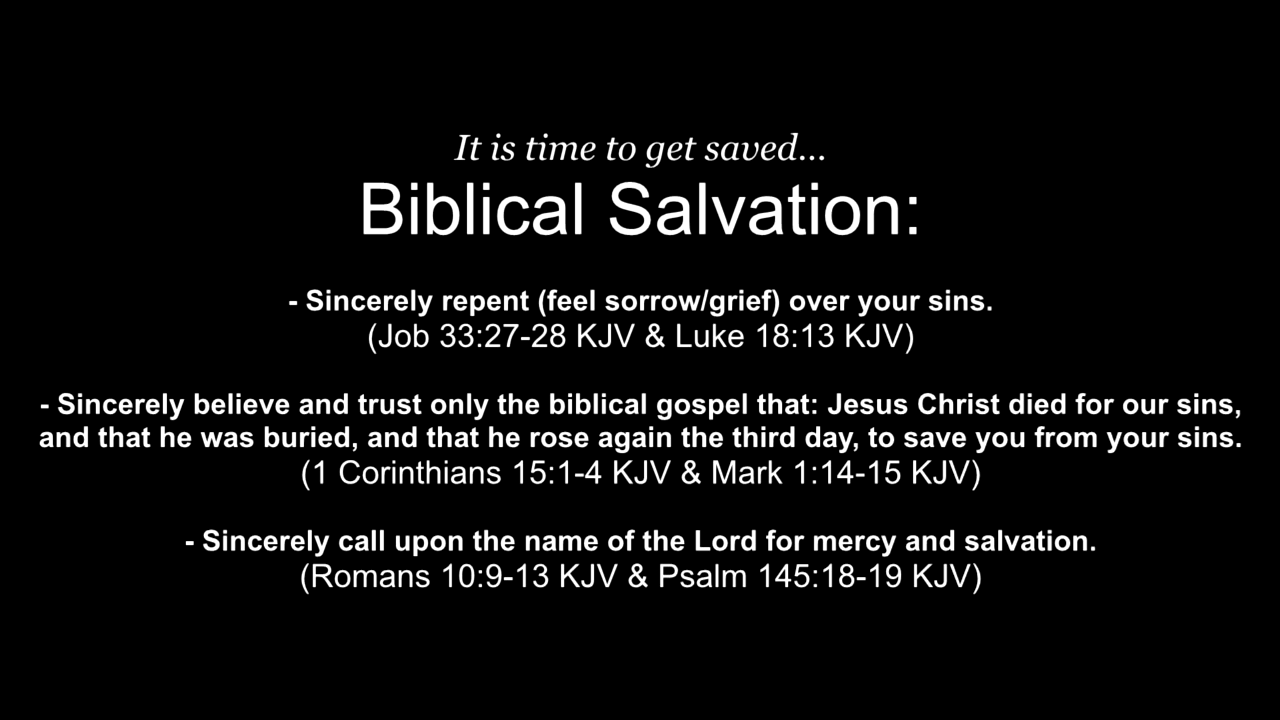 It is time to get saved...
Biblical Salvation:
- Sincerely repent (feel sorrow/grief) over your sins.
(Job 33:27-28 KJV & Luke 18:13 KJV)
- Sincerely believe and trust only the biblical gospel that: Jesus Christ died for our sins,
and that he was buried, and that he rose again the third day, to save you from your sins.
(1 Corinthians 15:1-4 KJV & Mark 1:14-15 KJV)
- Sincerely call upon the name of the Lord for mercy and salvation.
(Romans 10:9-13 KJV & Psalm 145:18-19 KJV)